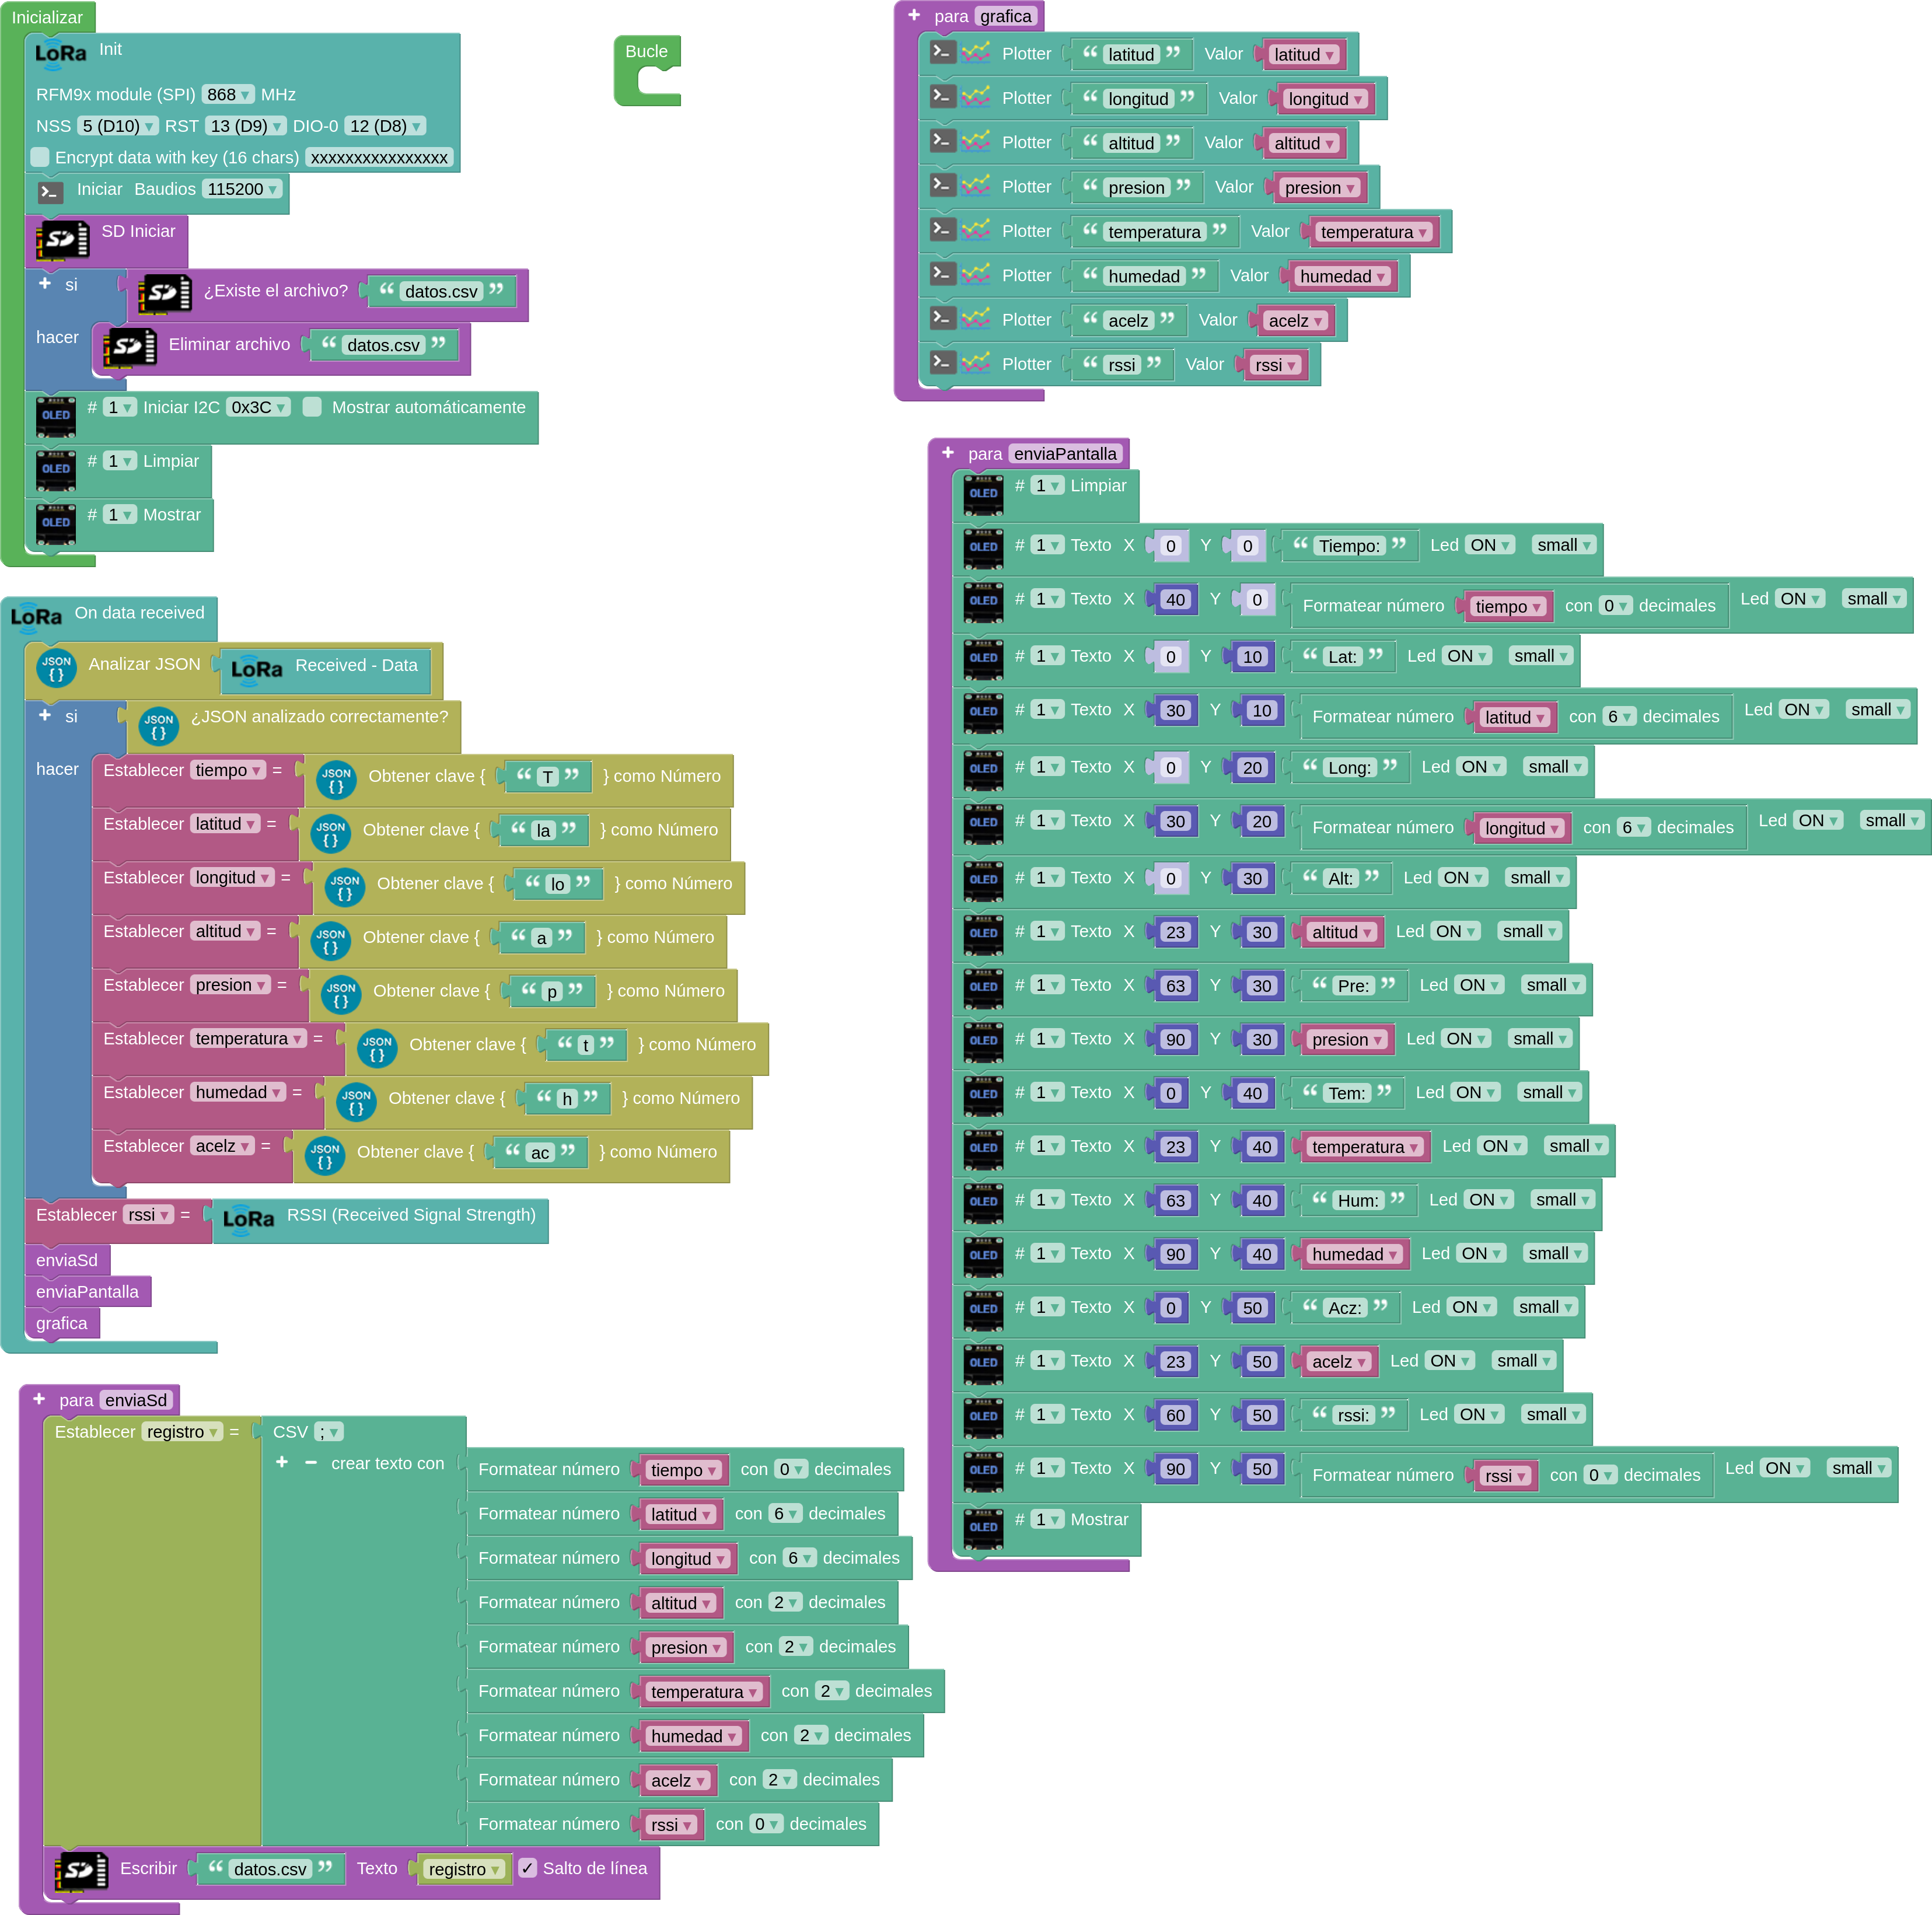 Inicializar
LoRa Init
RFM9x module (SPI) 868 ▾ MHz
NSS 5 (D10) ▾ RST 13 (D9) ▾ DIO-0 12 (D8) ▾
Encrypt data with key (16 chars) xxxxxxxxxxxxxxxx
Iniciar Baudios 115200 ▾
SD SD Iniciar
+ si SD ¿Existe el archivo? “ datos.csv ”
hacer SD Eliminar archivo “ datos.csv ”
OLED # 1 ▾ Iniciar I2C 0x3C ▾ Mostrar automáticamente
OLED # 1 ▾ Limpiar
OLED # 1 ▾ Mostrar
Bucle
LoRa On data received
JSON { } Analizar JSON LoRa Received - Data
+ si JSON { } ¿JSON analizado correctamente?
hacer Establecer tiempo ▾ = JSON { } Obtener clave { “ T ” } como Número
Establecer latitud ▾ = JSON { } Obtener clave { “ la ” } como Número
Establecer longitud ▾ = JSON { } Obtener clave { “ lo ” } como Número
Establecer altitud ▾ = JSON { } Obtener clave { “ a ” } como Número
Establecer presion ▾ = JSON { } Obtener clave { “ p ” } como Número
Establecer temperatura ▾ = JSON { } Obtener clave { “ t ” } como Número
Establecer humedad ▾ = JSON { } Obtener clave { “ h ” } como Número
Establecer acelz ▾ = JSON { } Obtener clave { “ ac ” } como Número
Establecer rssi ▾ = LoRa RSSI (Received Signal Strength)
enviaSd
enviaPantalla
grafica
+ para enviaSd
Establecer registro ▾ = CSV ; ▾
+ − crear texto con Formatear número tiempo ▾ con 0 ▾ decimales
Formatear número latitud ▾ con 6 ▾ decimales
Formatear número longitud ▾ con 6 ▾ decimales
Formatear número altitud ▾ con 2 ▾ decimales
Formatear número presion ▾ con 2 ▾ decimales
Formatear número temperatura ▾ con 2 ▾ decimales
Formatear número humedad ▾ con 2 ▾ decimales
Formatear número acelz ▾ con 2 ▾ decimales
Formatear número rssi ▾ con 0 ▾ decimales
SD Escribir “ datos.csv ” Texto registro ▾ ✓ Salto de línea
+ para grafica
Plotter “ latitud ” Valor latitud ▾
Plotter “ longitud ” Valor longitud ▾
Plotter “ altitud ” Valor altitud ▾
Plotter “ presion ” Valor presion ▾
Plotter “ temperatura ” Valor temperatura ▾
Plotter “ humedad ” Valor humedad ▾
Plotter “ acelz ” Valor acelz ▾
Plotter “ rssi ” Valor rssi ▾
+ para enviaPantalla
OLED # 1 ▾ Limpiar
OLED # 1 ▾ Texto X 0 Y 0 “ Tiempo: ” Led ON ▾ small ▾
OLED # 1 ▾ Texto X 40 Y 0 Formatear número tiempo ▾ con 0 ▾ decimales Led ON ▾ small ▾
OLED # 1 ▾ Texto X 0 Y 10 “ Lat: ” Led ON ▾ small ▾
OLED # 1 ▾ Texto X 30 Y 10 Formatear número latitud ▾ con 6 ▾ decimales Led ON ▾ small ▾
OLED # 1 ▾ Texto X 0 Y 20 “ Long: ” Led ON ▾ small ▾
OLED # 1 ▾ Texto X 30 Y 20 Formatear número longitud ▾ con 6 ▾ decimales Led ON ▾ small ▾
OLED # 1 ▾ Texto X 0 Y 30 “ Alt: ” Led ON ▾ small ▾
OLED # 1 ▾ Texto X 23 Y 30 altitud ▾ Led ON ▾ small ▾
OLED # 1 ▾ Texto X 63 Y 30 “ Pre: ” Led ON ▾ small ▾
OLED # 1 ▾ Texto X 90 Y 30 presion ▾ Led ON ▾ small ▾
OLED # 1 ▾ Texto X 0 Y 40 “ Tem: ” Led ON ▾ small ▾
OLED # 1 ▾ Texto X 23 Y 40 temperatura ▾ Led ON ▾ small ▾
OLED # 1 ▾ Texto X 63 Y 40 “ Hum: ” Led ON ▾ small ▾
OLED # 1 ▾ Texto X 90 Y 40 humedad ▾ Led ON ▾ small ▾
OLED # 1 ▾ Texto X 0 Y 50 “ Acz: ” Led ON ▾ small ▾
OLED # 1 ▾ Texto X 23 Y 50 acelz ▾ Led ON ▾ small ▾
OLED # 1 ▾ Texto X 60 Y 50 “ rssi: ” Led ON ▾ small ▾
OLED # 1 ▾ Texto X 90 Y 50 Formatear número rssi ▾ con 0 ▾ decimales Led ON ▾ small ▾
OLED # 1 ▾ Mostrar